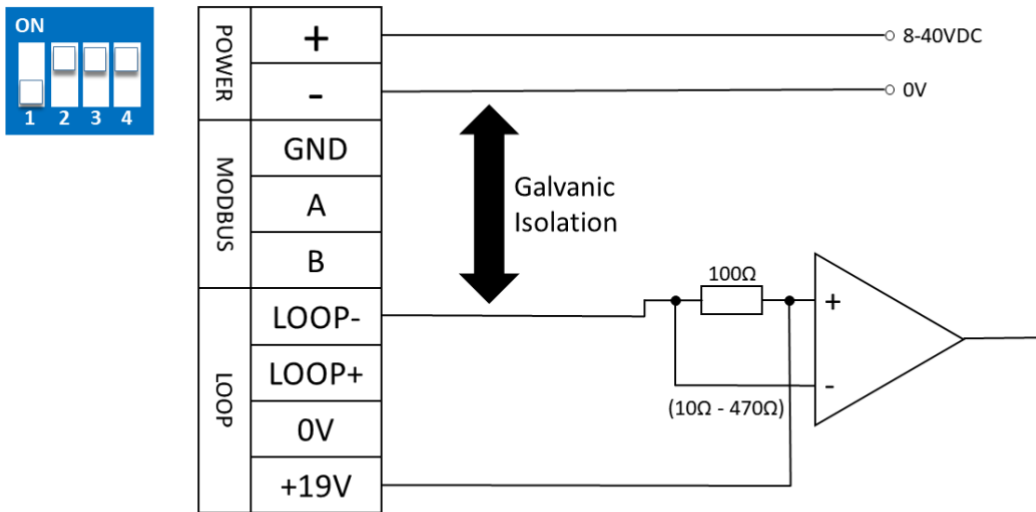 ON
1 2 3 4
POWER
+
-
8-40VDC
0V
MODBUS
GND
A
B
Galvanic
Isolation
LOOP
LOOP-
LOOP+
0V
+19V
100Ω
+
-
(10Ω - 470Ω)